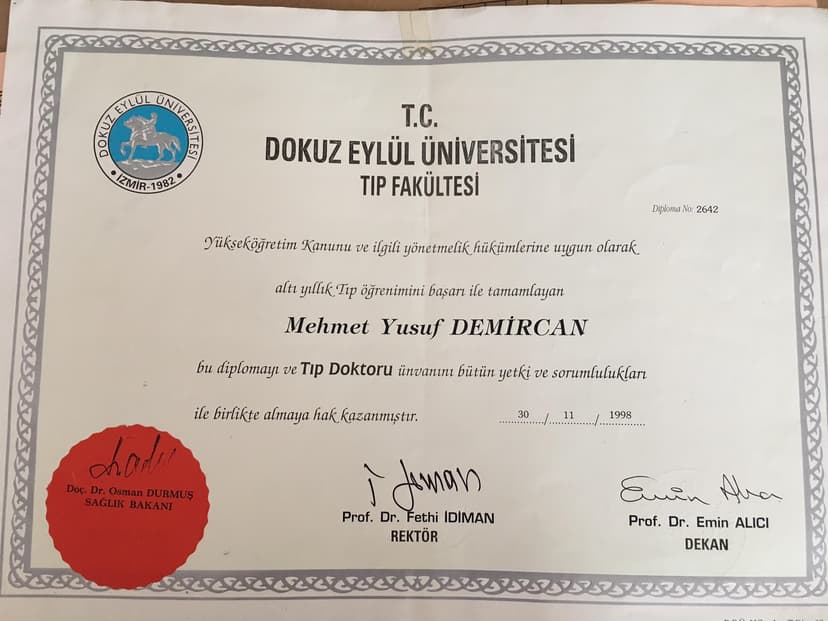 DOKUZ EYLÜL ÜNİVERSİTESİ
İZMİR-1982
T.C.
DOKUZ EYLÜL ÜNİVERSİTESİ
TIP FAKÜLTESİ
Diploma No: 2642
Yükseköğretim Kanunu ve ilgili yönetmelik hükümlerine uygun olarak
altı yıllık Tıp öğrenimini başarı ile tamamlayan
Mehmet Yusuf DEMİRCAN
bu diplomayı ve Tıp Doktoru ünvanını bütün yetki ve sorumlulukları
ile birlikte almaya hak kazanmıştır.
30 / 11 / 1998
Doç. Dr. Osman DURMUŞ
SAĞLIK BAKANI
Prof. Dr. Fethi İDİMAN
REKTÖR
Emin Alıcı
Prof. Dr. Emin ALICI
DEKAN